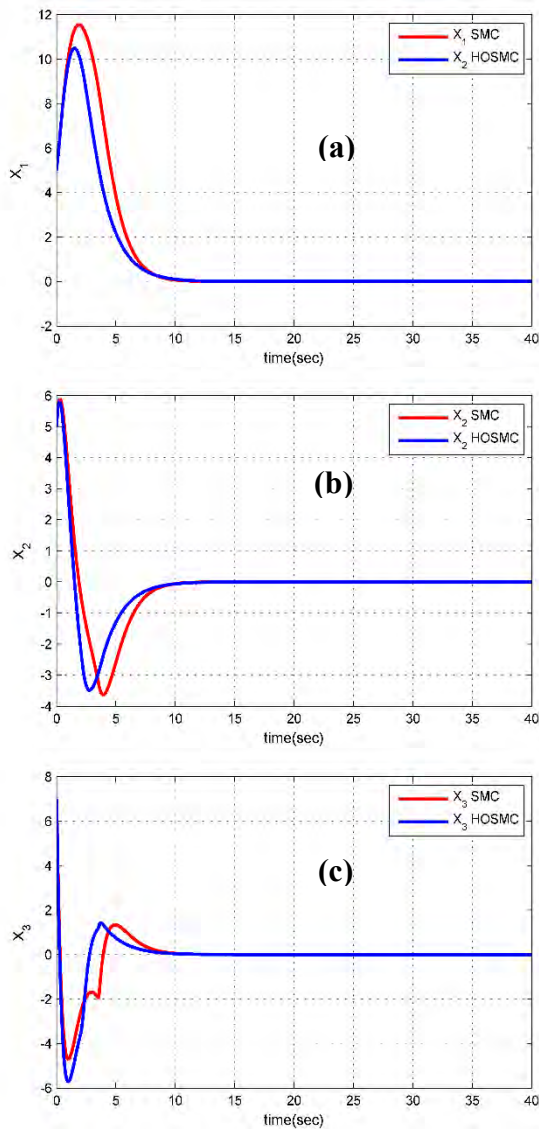 12
10
8
6
4
2
0
-2
X₁
X₁ SMC
X₂ HOSMC
(a)
0 5 10 15 20 25 30 35 40
time(sec)
6
5
4
3
2
1
0
-1
-2
-3
-4
X₂
X₂ SMC
X₂ HOSMC
(b)
0 5 10 15 20 25 30 35 40
time(sec)
8
6
4
2
0
-2
-4
-6
X₃
X₃ SMC
X₃ HOSMC
(c)
0 5 10 15 20 25 30 35 40
time(sec)